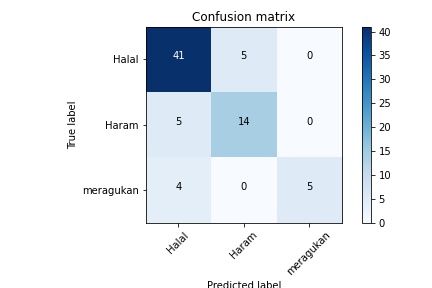 Confusion matrix
True label
Halal 41 5 0
Haram 5 14 0
meragukan 4 0 5
Halal Haram meragukan
Predicted label
40
35
30
25
20
15
10
5
0